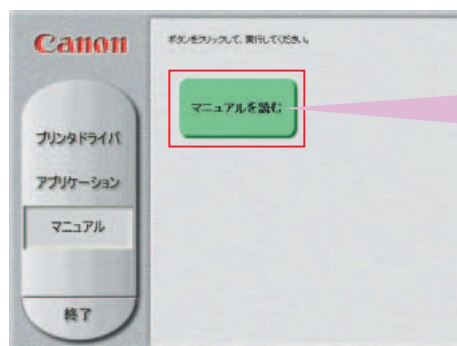 Canon
ボタンをクリックして、実行してください。
マニュアルを読む
プリンタドライバ
アプリケーション
マニュアル
終了